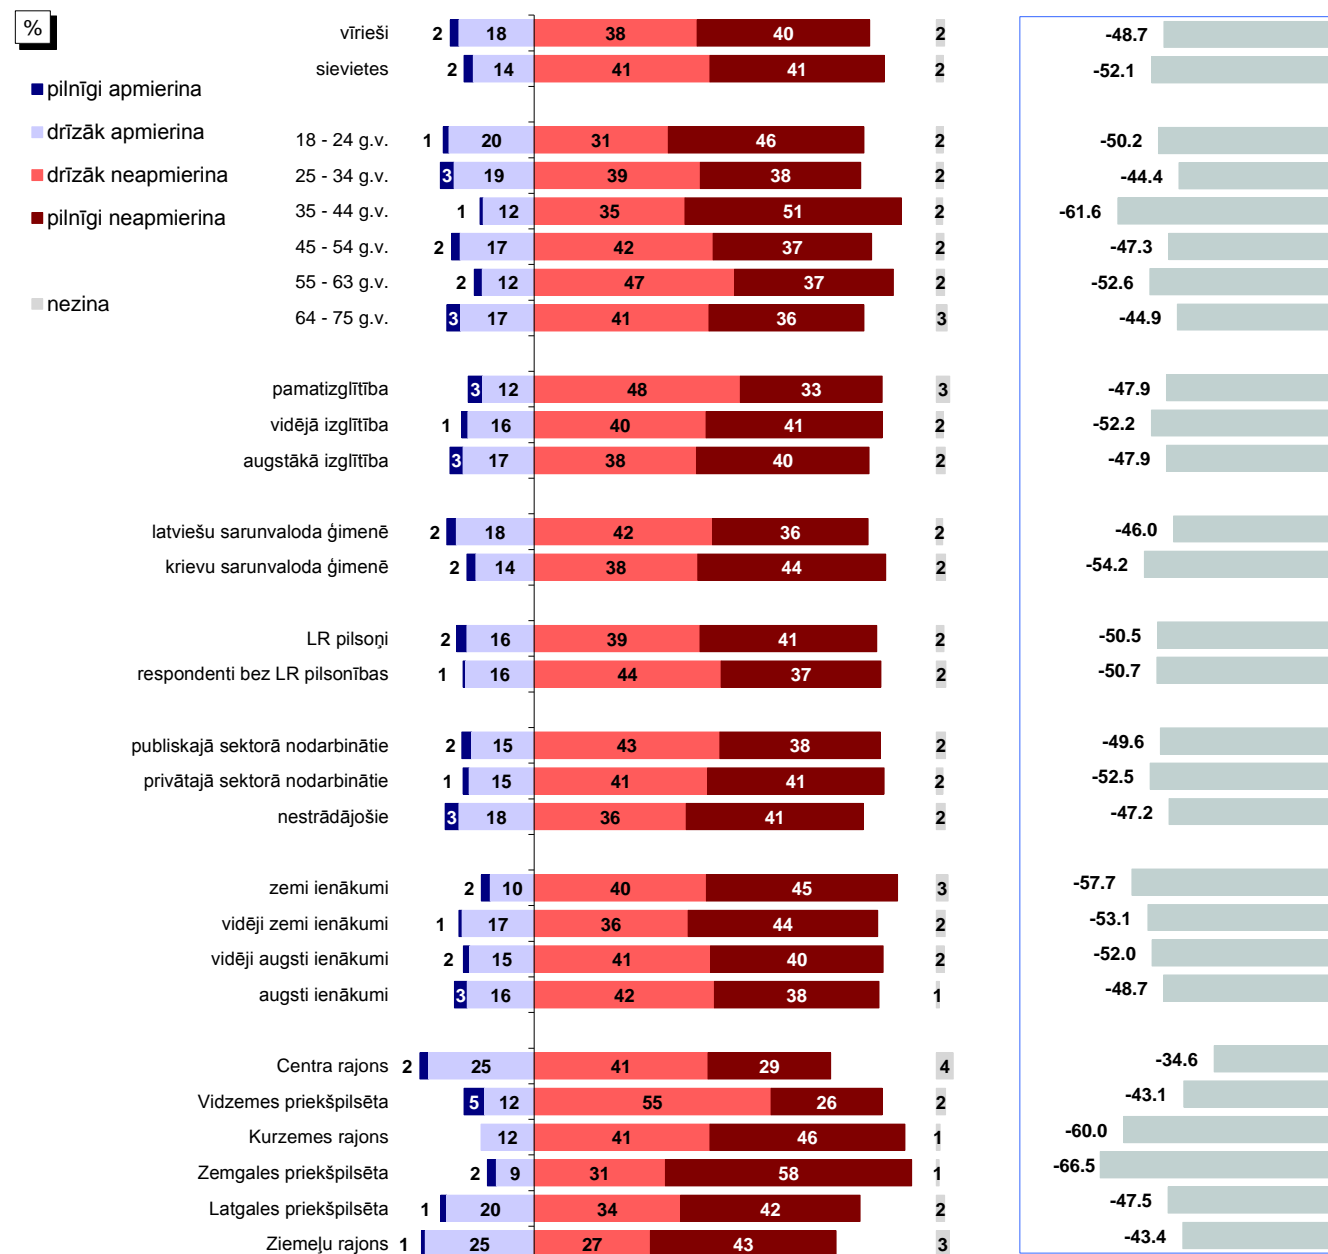 %
pilnīgi apmierina
drīzāk apmierina
drīzāk neapmierina
pilnīgi neapmierina
nezina
vīrieši 2 18 38 40 2 -48.7
sievietes 2 14 41 41 2 -52.1
18 - 24 g.v. 1 20 31 46 2 -50.2
25 - 34 g.v. 3 19 39 38 2 -44.4
35 - 44 g.v. 1 12 35 51 2 -61.6
45 - 54 g.v. 2 17 42 37 2 -47.3
55 - 63 g.v. 2 12 47 37 2 -52.6
64 - 75 g.v. 3 17 41 36 3 -44.9
pamatizglītība 3 12 48 33 3 -47.9
vidējā izglītība 1 16 40 41 2 -52.2
augstākā izglītība 3 17 38 40 2 -47.9
latviešu sarunvaloda ģimenē 2 18 42 36 2 -46.0
krievu sarunvaloda ģimenē 2 14 38 44 2 -54.2
LR pilsoņi 2 16 39 41 2 -50.5
respondenti bez LR pilsonības 1 16 44 37 2 -50.7
publiskajā sektorā nodarbinātie 2 15 43 38 2 -49.6
privātajā sektorā nodarbinātie 1 15 41 41 2 -52.5
nestrādājošie 3 18 36 41 2 -47.2
zemi ienākumi 2 10 40 45 3 -57.7
vidēji zemi ienākumi 1 17 36 44 2 -53.1
vidēji augsti ienākumi 2 15 41 40 2 -52.0
augsti ienākumi 3 16 42 38 1 -48.7
Centra rajons 2 25 41 29 4 -34.6
Vidzemes priekšpilsēta 5 12 55 26 2 -43.1
Kurzemes rajons 12 41 46 1 -60.0
Zemgales priekšpilsēta 2 9 31 58 1 -66.5
Latgales priekšpilsēta 1 20 34 42 2 -47.5
Ziemeļu rajons 1 25 27 43 3 -43.4